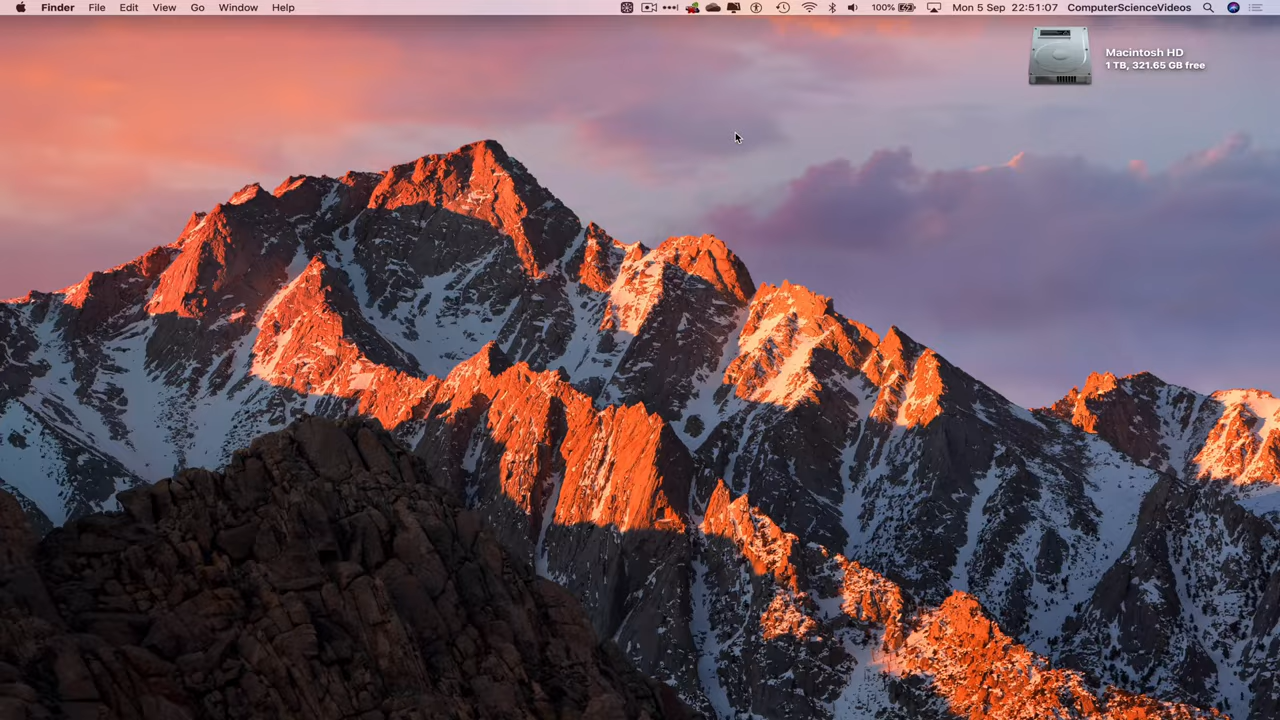 Finder File Edit View Go Window Help 100% Mon 5 Sep 22:51:07 ComputerScienceVideos
Macintosh HD
1 TB, 321.65 GB free